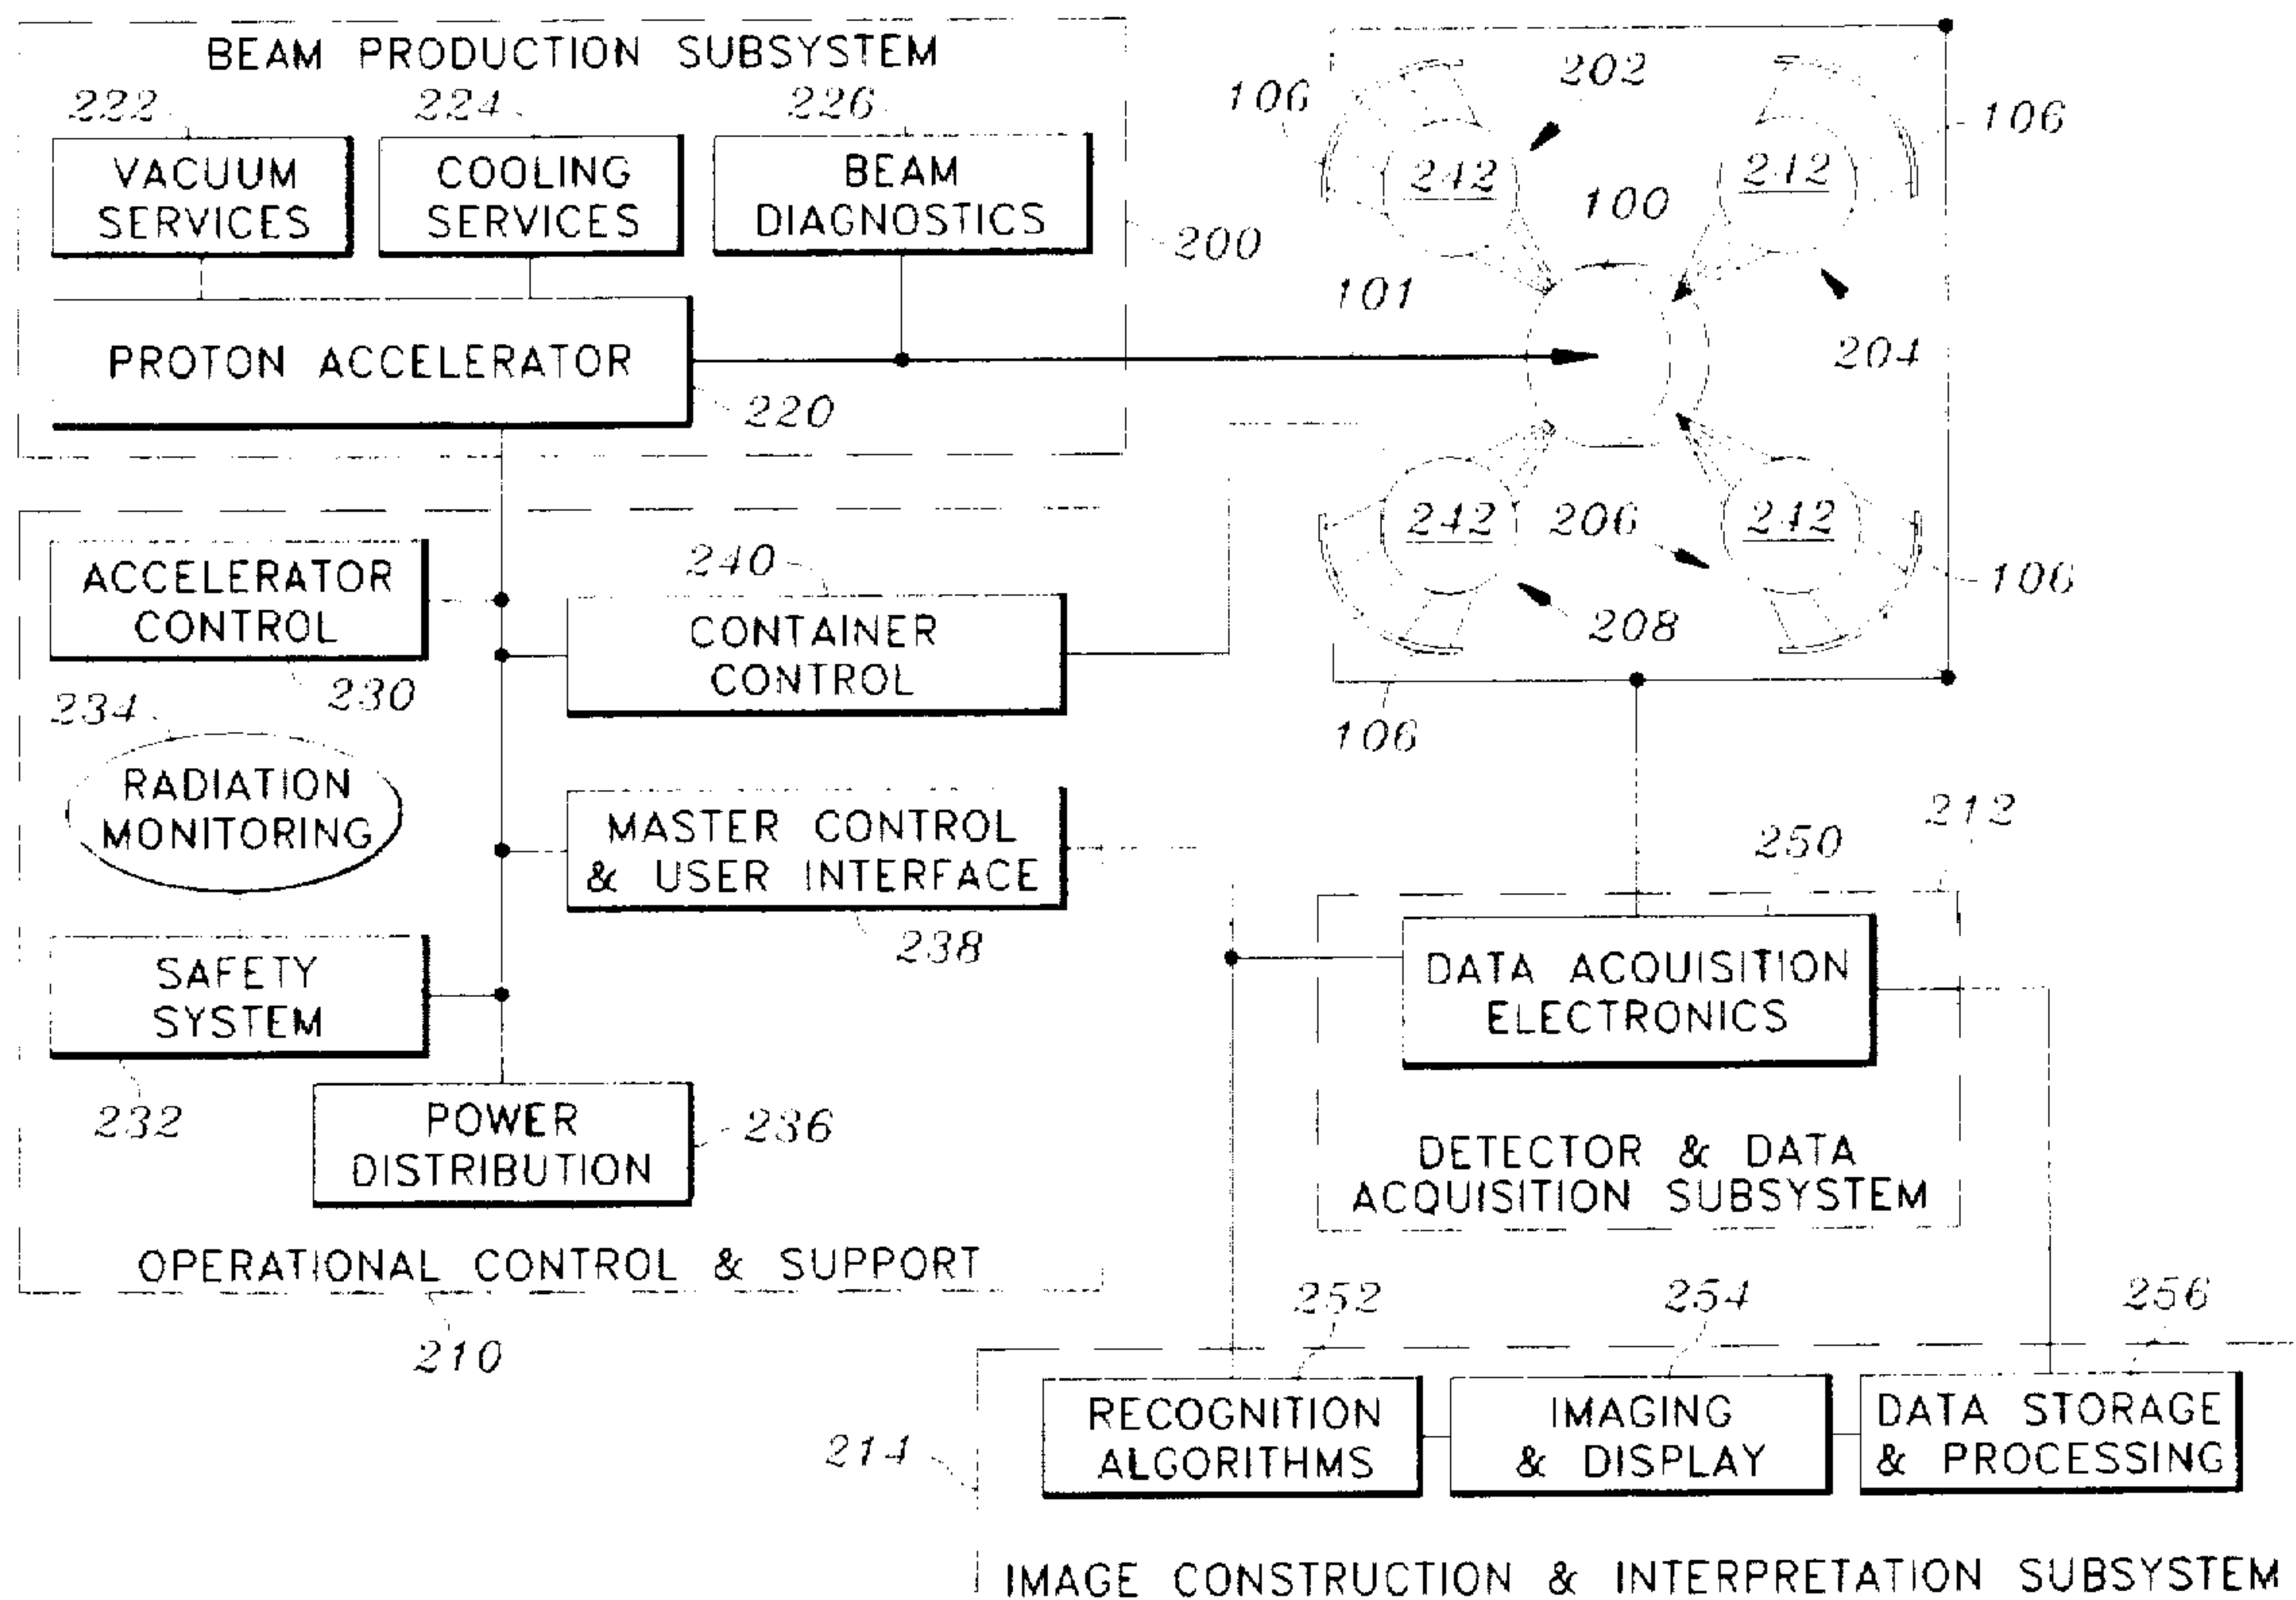 BEAM PRODUCTION SUBSYSTEM
222
224
226
VACUUM
SERVICES
COOLING
SERVICES
BEAM
DIAGNOSTICS
200
PROTON ACCELERATOR
220
106
202
106
242
242
100
101
204
242
206
242
106
208
106
ACCELERATOR
CONTROL
230
240
CONTAINER
CONTROL
234
RADIATION
MONITORING
MASTER CONTROL
& USER INTERFACE
238
SAFETY
SYSTEM
232
POWER
DISTRIBUTION
236
OPERATIONAL CONTROL & SUPPORT
210
212
250
DATA ACQUISITION
ELECTRONICS
DETECTOR & DATA
ACQUISITION SUBSYSTEM
252
254
256
214
RECOGNITION
ALGORITHMS
IMAGING
& DISPLAY
DATA STORAGE
& PROCESSING
IMAGE CONSTRUCTION & INTERPRETATION SUBSYSTEM